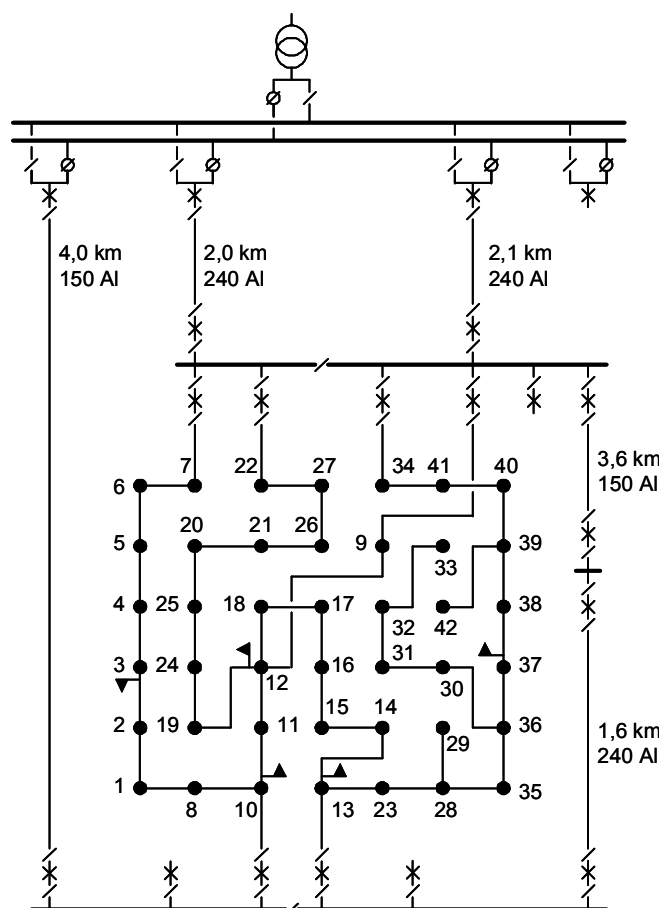 4,0 km
150 Al
2,0 km
240 Al
2,1 km
240 Al
7 22 27 34 41 40
3,6 km
150 Al
6
20 21 26 9 39
5
33
4 25 18 17 38
32 42
31
3 24 16 37
12 30
15 14
2 19 11 36
29
1,6 km
240 Al
1 35
8 10 13 23 28